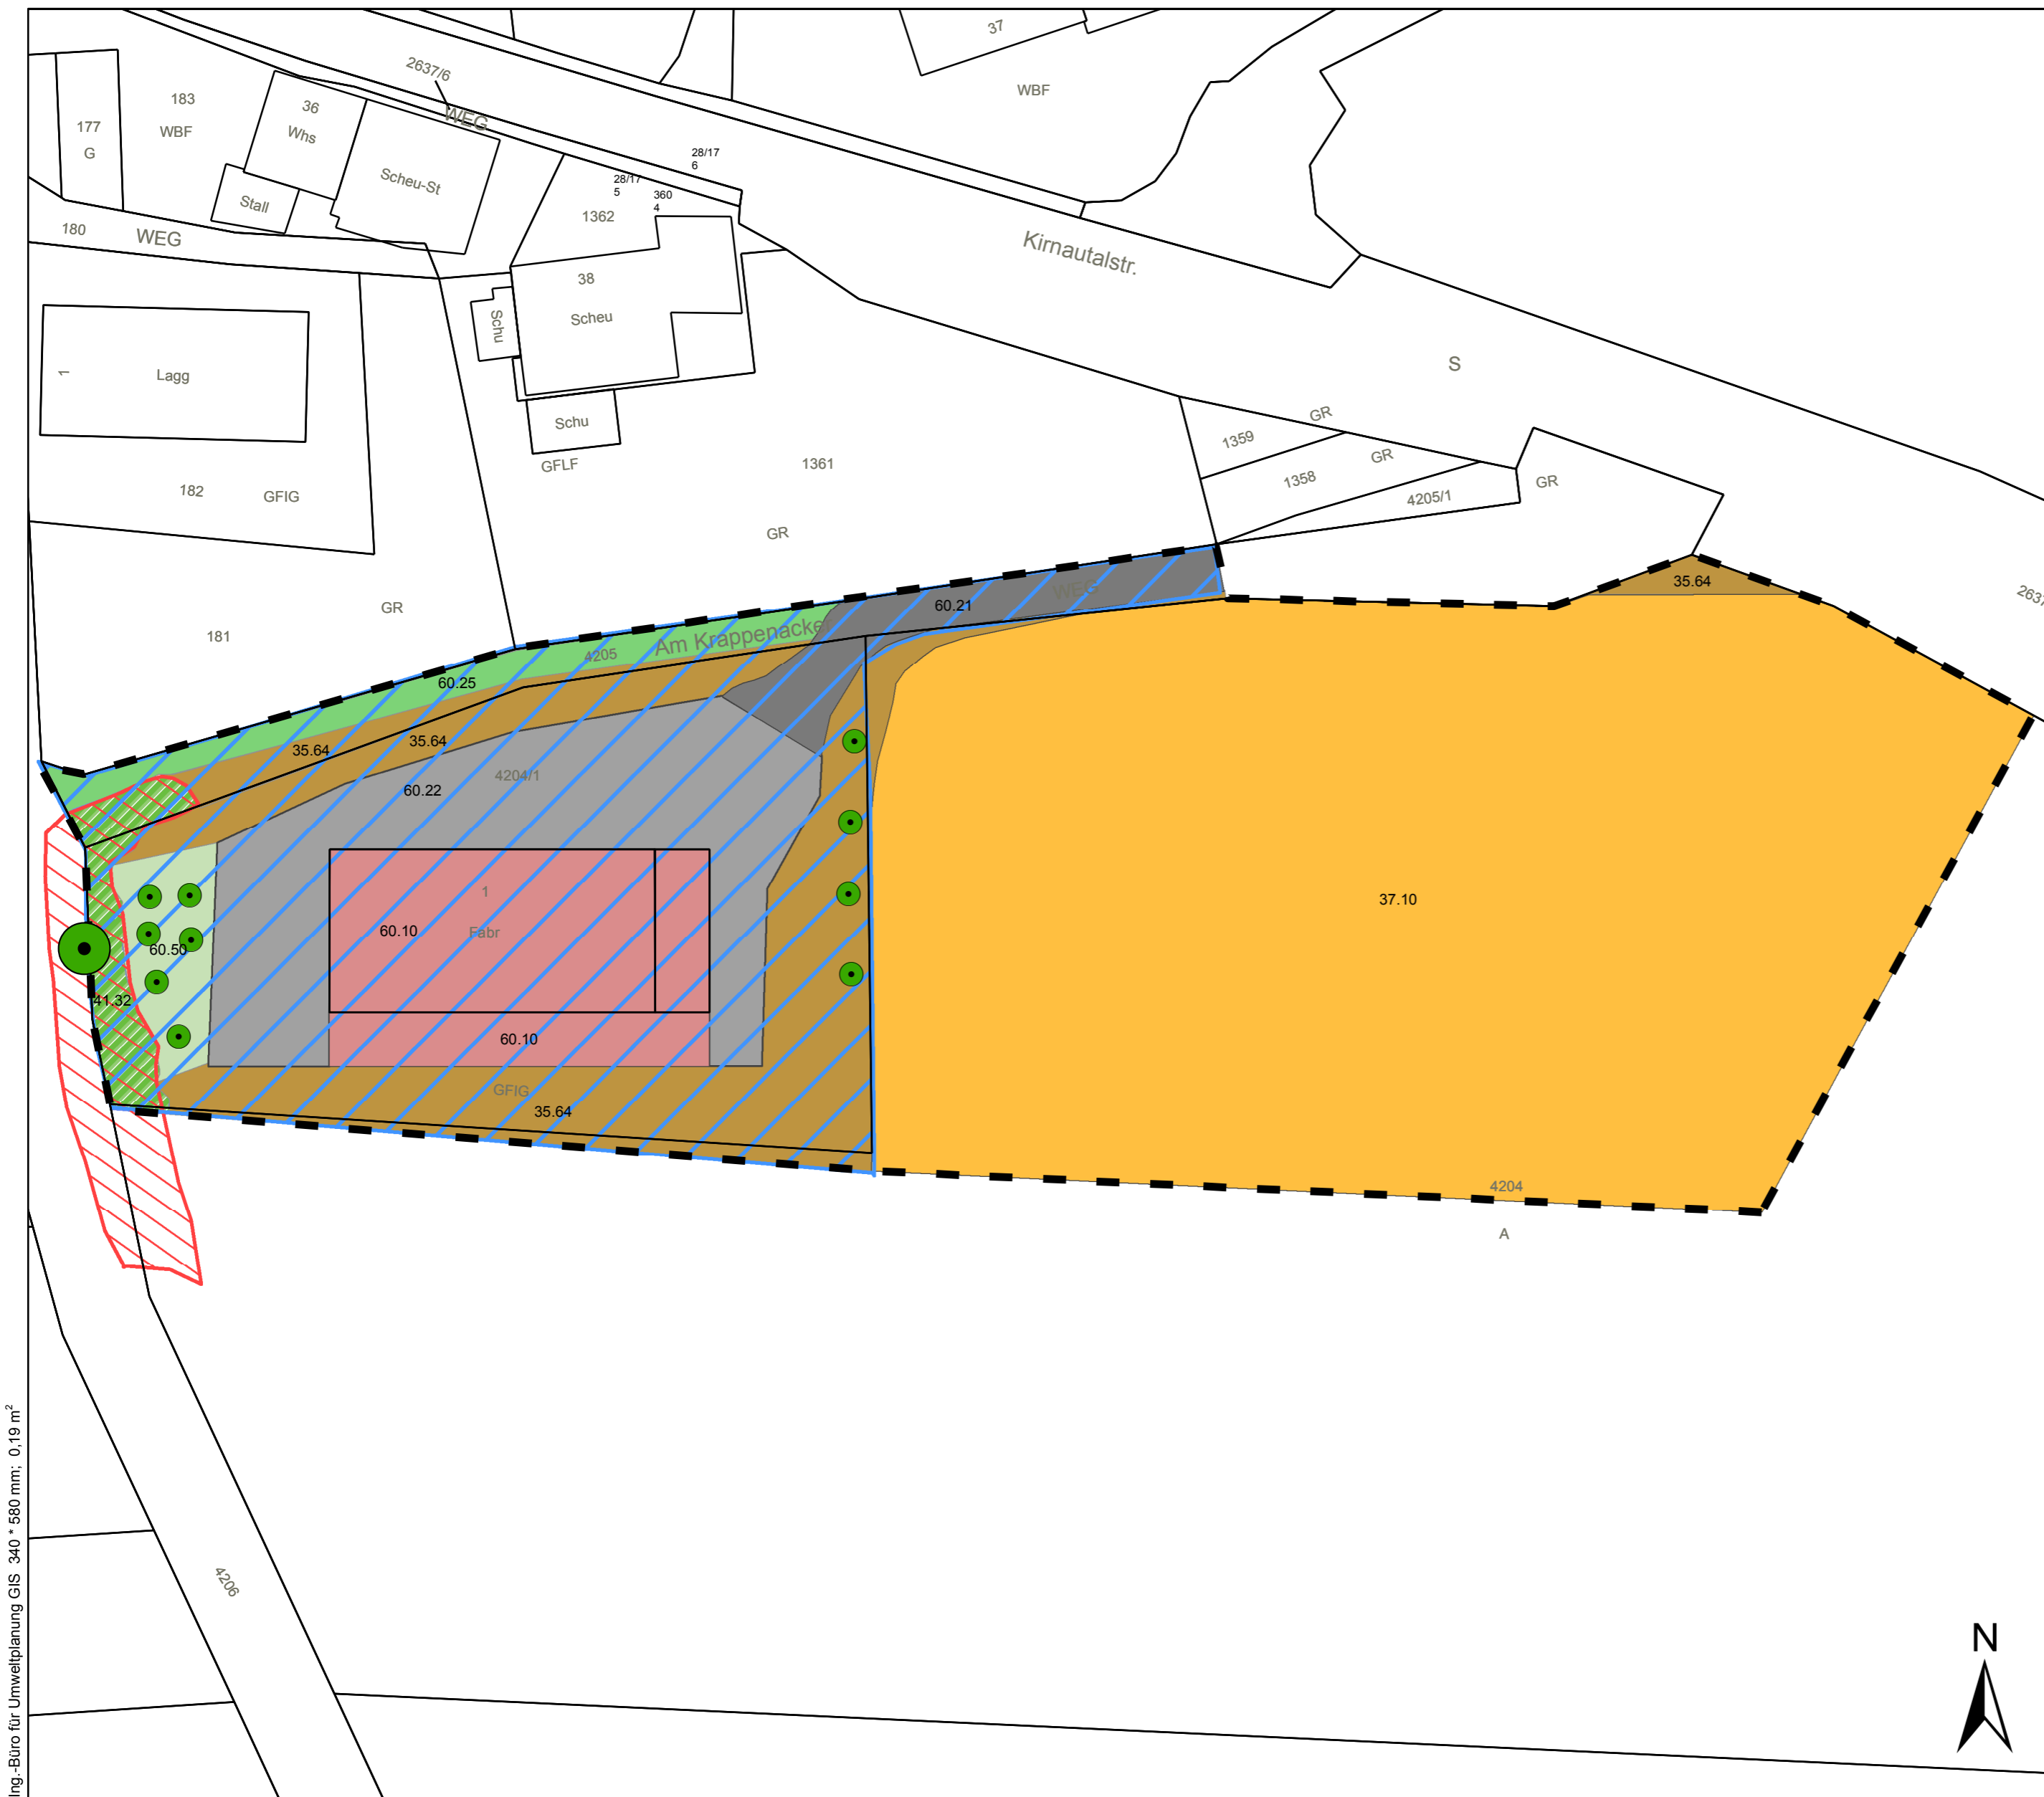 37
2637/6
WBF
183
36
WEG
177
WBF
Whs
G
28/17
6
Scheu-St
28/17
5
360
4
Stall
1362
180
WEG
Kirnautalstr.
38
Scheu
Schu
S
1
Lagg
GR
Schu
1359
GR
GFLF
1361
1358
182
GFIG
4205/1
GR
GR
35.64
WEG
2637
60.21
GR
181
Am Krappenäcker
4205
60.25
35.64
35.64
4204/1
60.22
1
37.10
60.10
Fabr
60.50
41.32
60.10
GFIG
35.64
4204
A
4206
N
Ing.-Büro für Umweltplanung GIS 340 * 580 mm; 0,19 m²